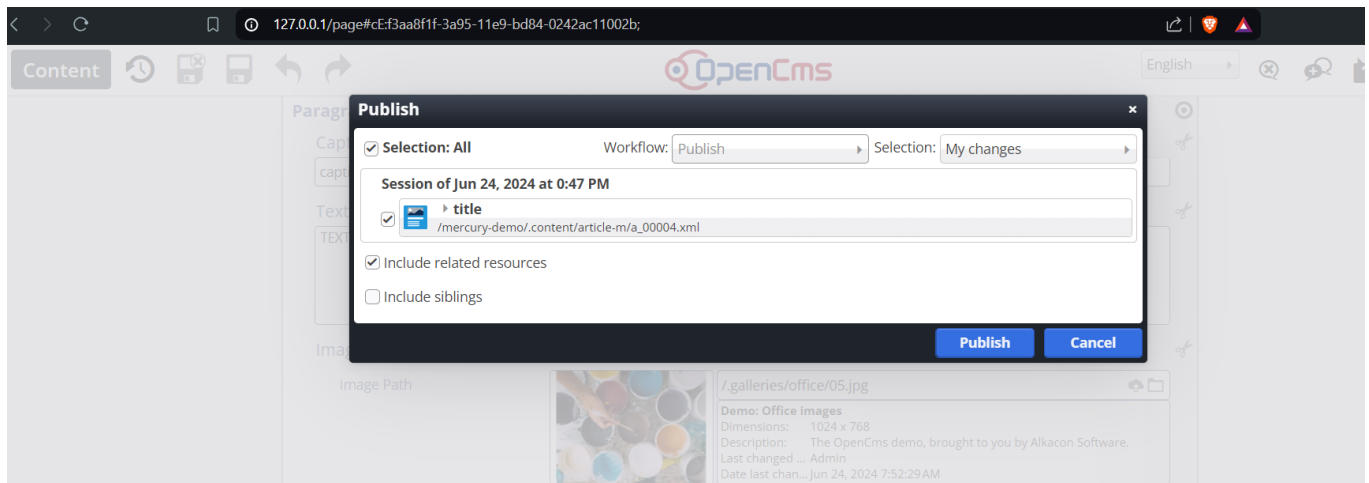 127.0.0.1/page#cE:f3aa8f1f-3a95-11e9-bd84-0242ac11002b;
Content
OpenCms
English
Paragr
Publish
×
Capt
Selection: All
Workflow: Publish
Selection: My changes
capti
Session of Jun 24, 2024 at 0:47 PM
Text
title
TEXT
/mercury-demo/.content/article-m/a_00004.xml
Include related resources
Include siblings
Publish
Cancel
Imag
Image Path
/.galleries/office/05.jpg
Demo: Office images
Dimensions: 1024 x 768
Description: The OpenCms demo, brought to you by Alkacon Software.
Last changed ... Admin
Date last chan... Jun 24, 2024 7:52:29 AM